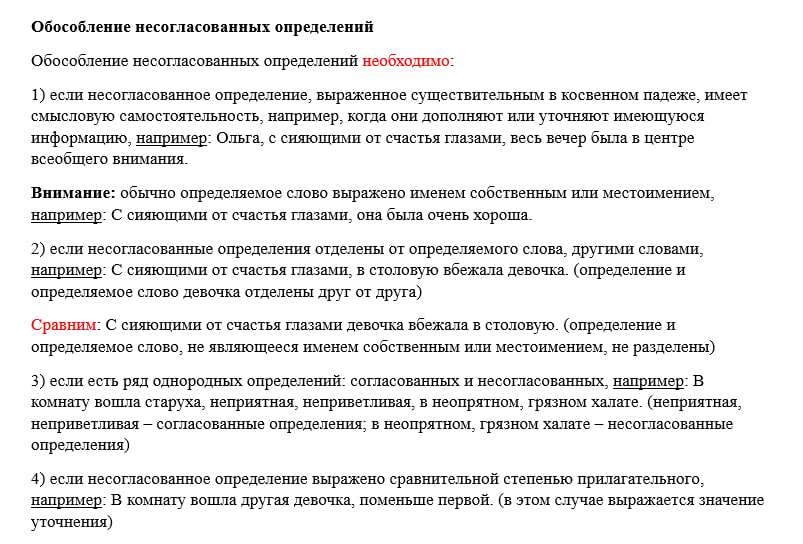 Обособление несогласованных определений
Обособление несогласованных определений необходимо:
1) если несогласованное определение, выраженное существительным в косвенном падеже, имеет
смысловую самостоятельность, например, когда они дополняют или уточняют имеющуюся
информацию, например: Ольга, с сияющими от счастья глазами, весь вечер была в центре
всеобщего внимания.
Внимание: обычно определяемое слово выражено именем собственным или местоимением,
например: С сияющими от счастья глазами, она была очень хороша.
2) если несогласованные определения отделены от определяемого слова, другими словами,
например: С сияющими от счастья глазами, в столовую вбежала девочка. (определение и
определяемое слово девочка отделены друг от друга)
Сравним: С сияющими от счастья глазами девочка вбежала в столовую. (определение и
определяемое слово, не являющееся именем собственным или местоимением, не разделены)
3) если есть ряд однородных определений: согласованных и несогласованных, например: В
комнату вошла старуха, неприятная, неприветливая, в неопрятном, грязном халате. (неприятная,
неприветливая – согласованные определения; в неопрятном, грязном халате – несогласованные
определения)
4) если несогласованное определение выражено сравнительной степенью прилагательного,
например: В комнату вошла другая девочка, поменьше первой. (в этом случае выражается значение
уточнения)